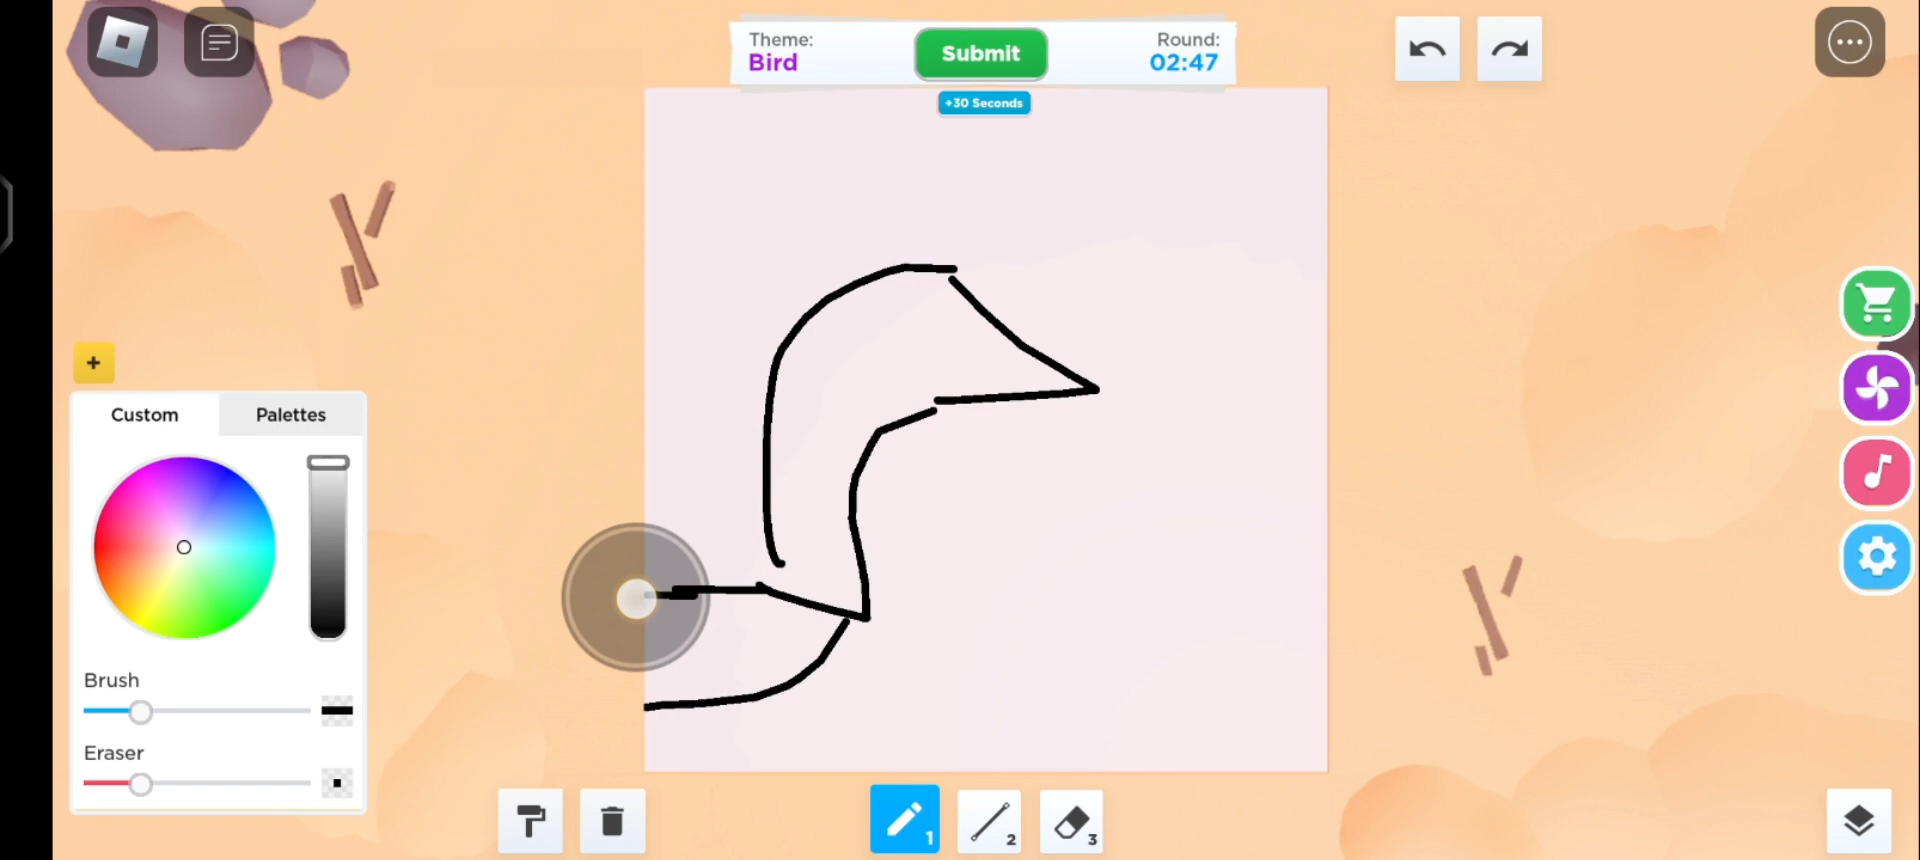 Theme:
Bird
Submit
Round:
02:47
+30 Seconds
+
Custom
Palettes
Brush
Eraser
1
2
3